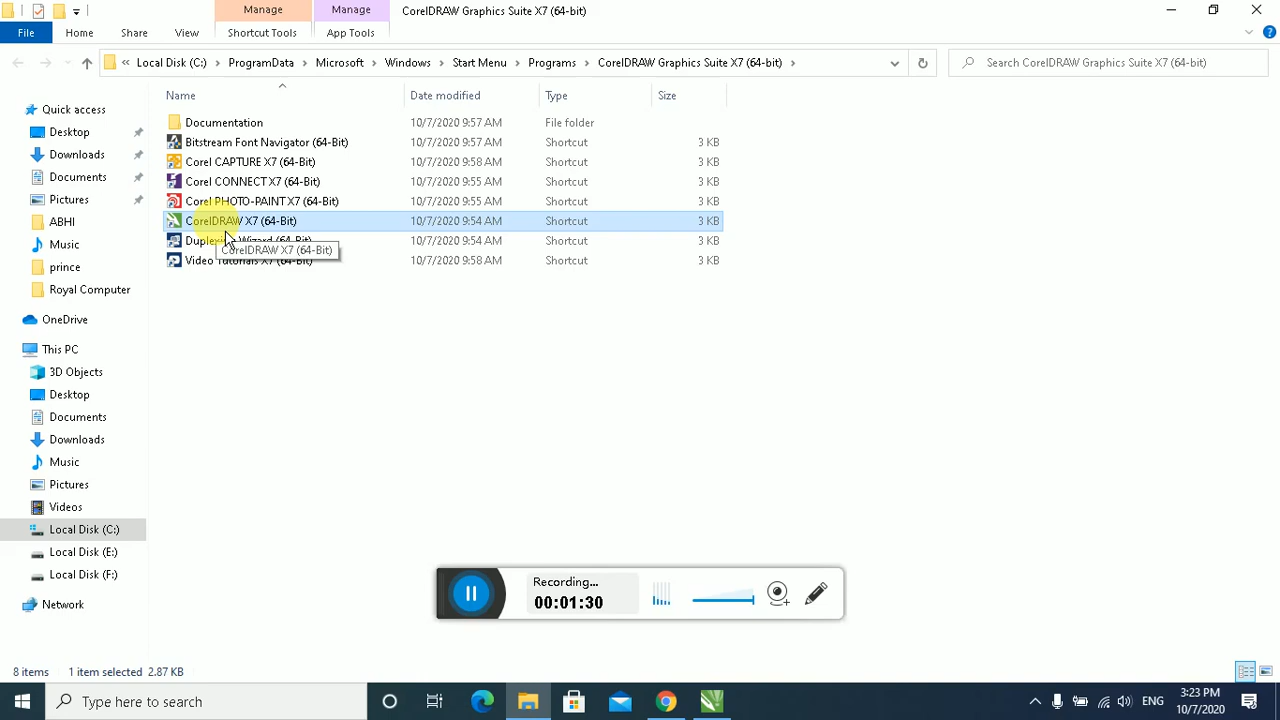 Manage Manage CorelDRAW Graphics Suite X7 (64-bit)
File Home Share View Shortcut Tools App Tools
« Local Disk (C:) › ProgramData › Microsoft › Windows › Start Menu › Programs › CorelDRAW Graphics Suite X7 (64-bit) › Search CorelDRAW Graphics Suite X7 (64-bit)
Name Date modified Type Size
Quick access
Desktop
Downloads
Documents
Pictures
ABHI
Music
prince
Royal Computer
OneDrive
This PC
3D Objects
Desktop
Documents
Downloads
Music
Pictures
Videos
Local Disk (C:)
Local Disk (E:)
Local Disk (F:)
Network
Documentation 10/7/2020 9:57 AM File folder
Bitstream Font Navigator (64-Bit) 10/7/2020 9:57 AM Shortcut 3 KB
Corel CAPTURE X7 (64-Bit) 10/7/2020 9:58 AM Shortcut 3 KB
Corel CONNECT X7 (64-Bit) 10/7/2020 9:55 AM Shortcut 3 KB
Corel PHOTO-PAINT X7 (64-Bit) 10/7/2020 9:55 AM Shortcut 3 KB
CorelDRAW X7 (64-Bit) 10/7/2020 9:54 AM Shortcut 3 KB
Duplexing Wizard (64-Bit) 10/7/2020 9:54 AM Shortcut 3 KB
CorelDRAW X7 (64-Bit)
Video Tutorials X7 (64-Bit) 10/7/2020 9:58 AM Shortcut 3 KB
Recording...
00:01:30
8 items 1 item selected 2.87 KB
Type here to search
ENG
3:23 PM
10/7/2020